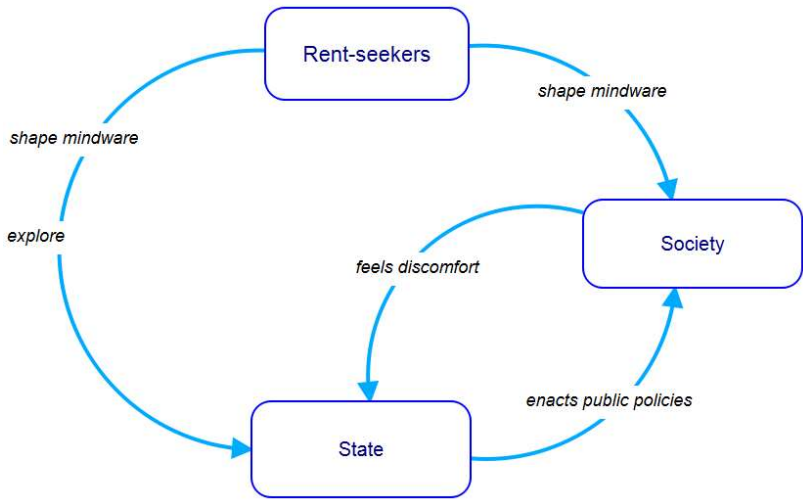 Rent-seekers
shape mindware
shape mindware
explore
Society
feels discomfort
enacts public policies
State